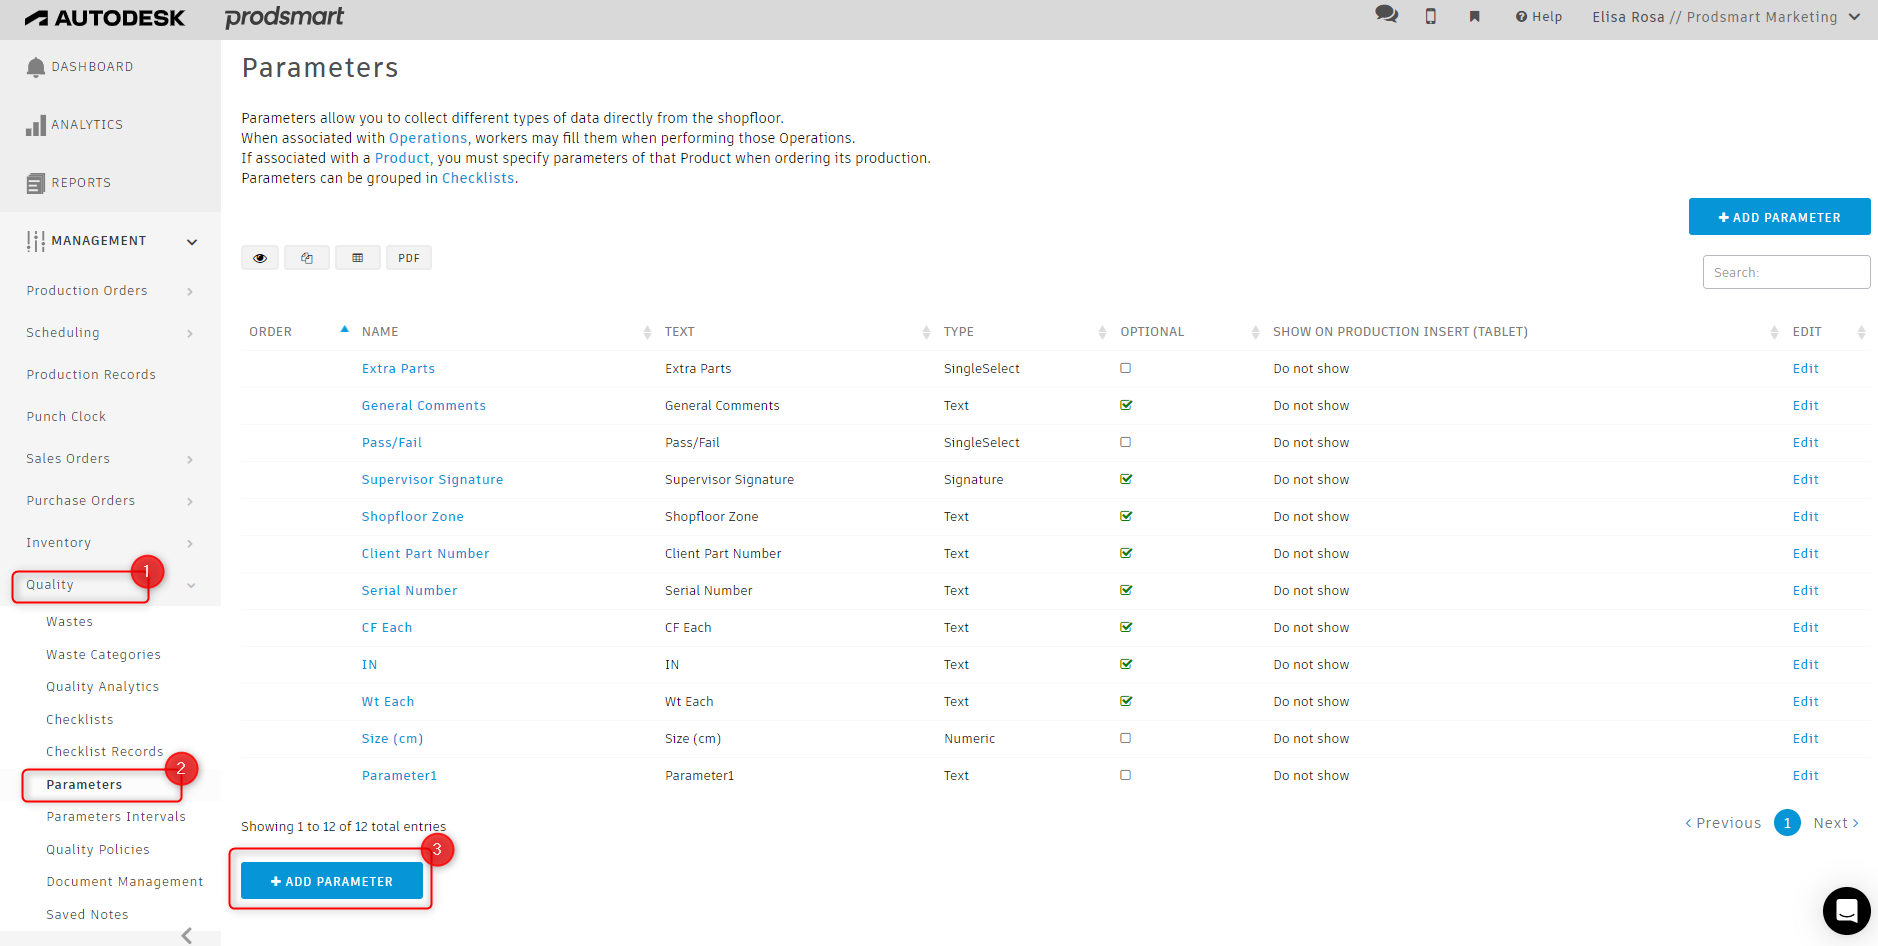 AUTODESK prodsmart Help Elisa Rosa // Prodsmart Marketing
DASHBOARD
ANALYTICS
REPORTS
MANAGEMENT
Production Orders
Scheduling
Production Records
Punch Clock
Sales Orders
Purchase Orders
Inventory
Quality 1
Wastes
Waste Categories
Quality Analytics
Checklists
Checklist Records
Parameters 2
Parameters Intervals
Quality Policies
Document Management
Saved Notes
Parameters
Parameters allow you to collect different types of data directly from the shopfloor.
When associated with Operations, workers may fill them when performing those Operations.
If associated with a Product, you must specify parameters of that Product when ordering its production.
Parameters can be grouped in Checklists.
+ ADD PARAMETER
PDF
Search:
ORDER NAME TEXT TYPE OPTIONAL SHOW ON PRODUCTION INSERT (TABLET) EDIT
Extra Parts Extra Parts SingleSelect Do not show Edit
General Comments General Comments Text Do not show Edit
Pass/Fail Pass/Fail SingleSelect Do not show Edit
Supervisor Signature Supervisor Signature Signature Do not show Edit
Shopfloor Zone Shopfloor Zone Text Do not show Edit
Client Part Number Client Part Number Text Do not show Edit
Serial Number Serial Number Text Do not show Edit
CF Each CF Each Text Do not show Edit
IN IN Text Do not show Edit
Wt Each Wt Each Text Do not show Edit
Size (cm) Size (cm) Numeric Do not show Edit
Parameter1 Parameter1 Text Do not show Edit
Showing 1 to 12 of 12 total entries
< Previous 1 Next >
3
+ ADD PARAMETER